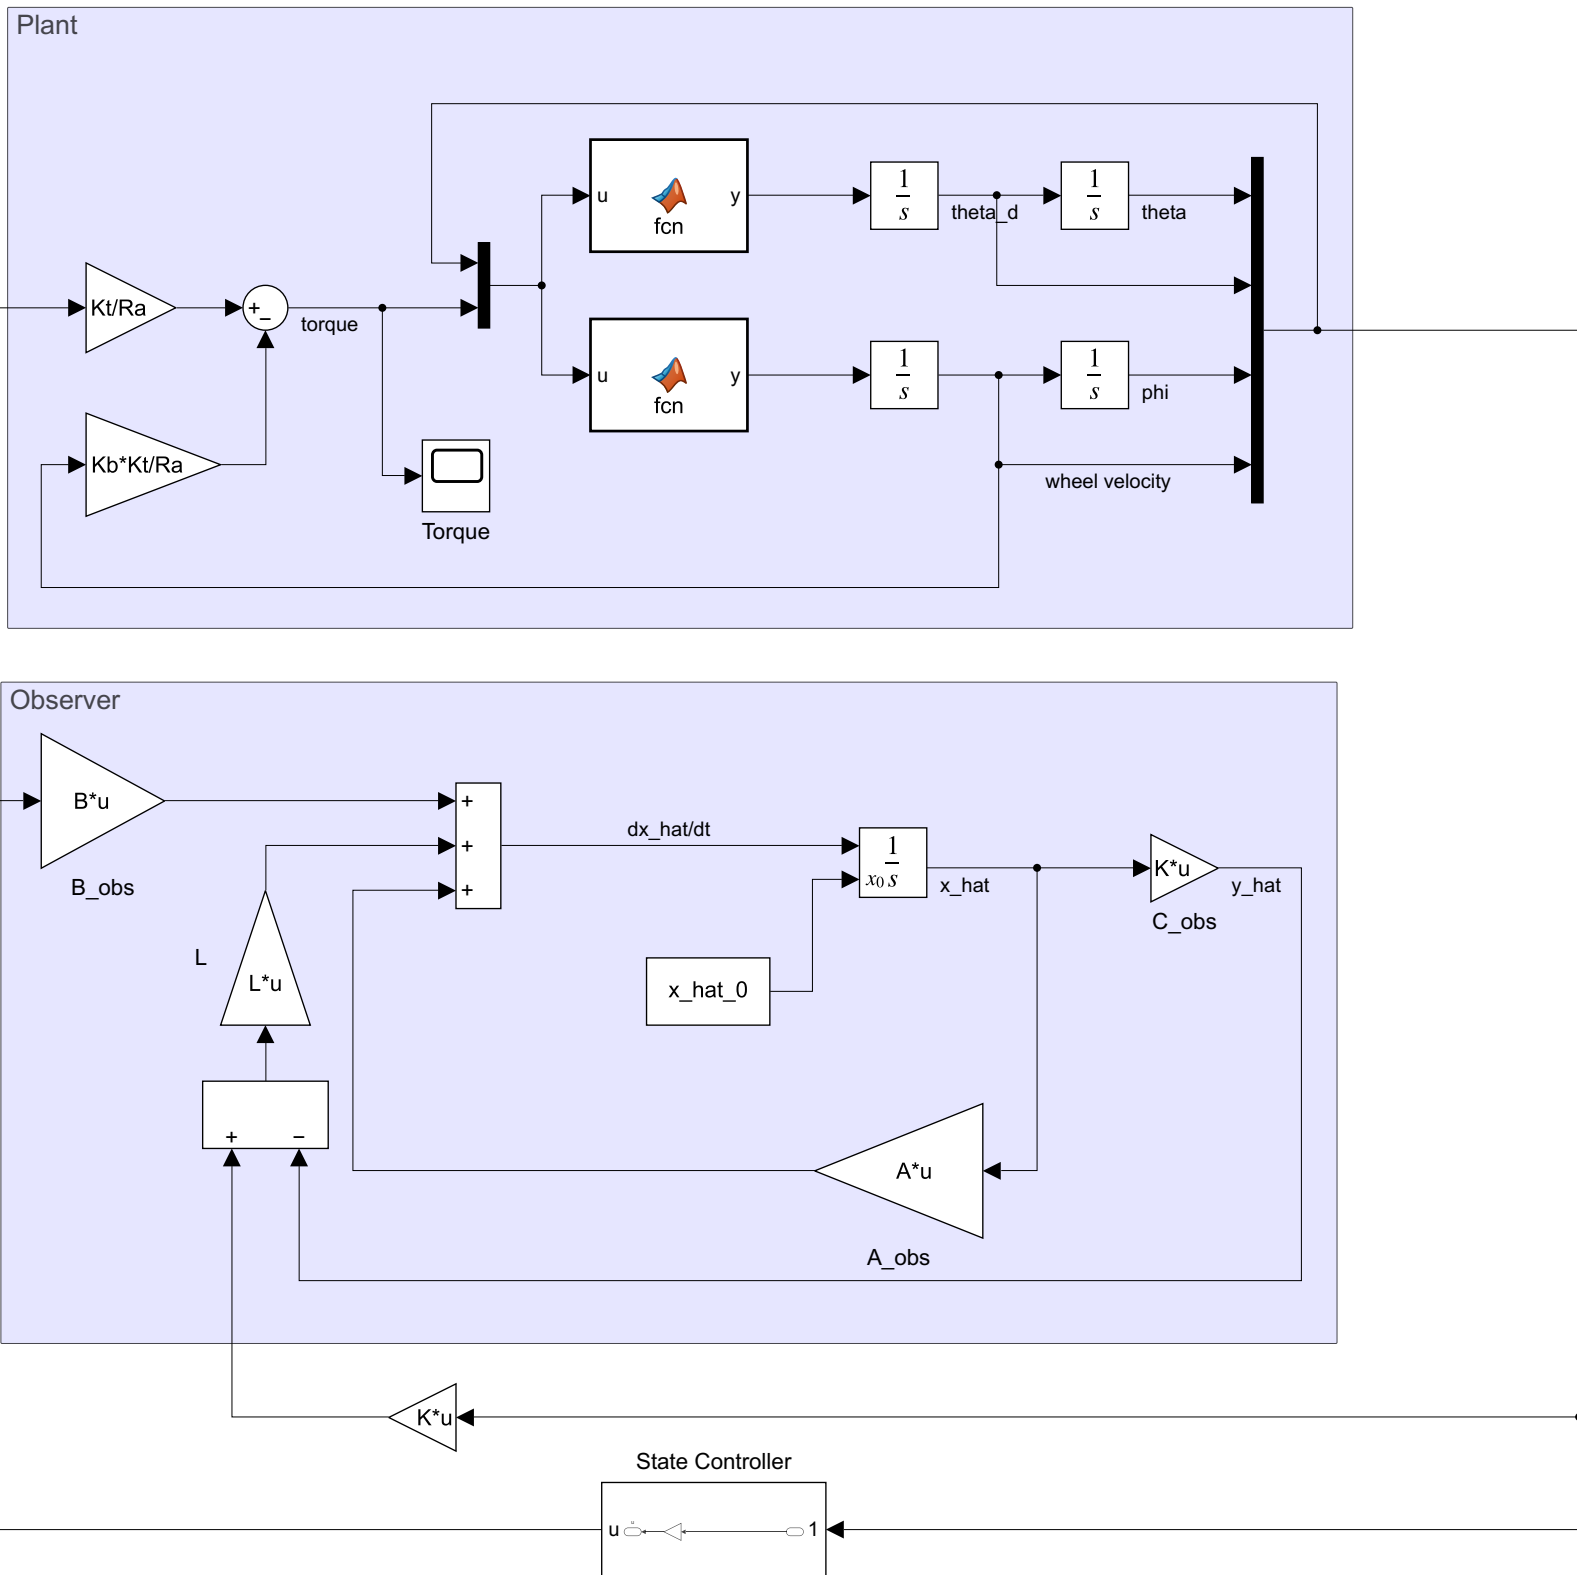 Plant
u
y
fcn
1
s
theta_d
1
s
theta
Kt/Ra
+
−
torque
u
y
fcn
1
s
1
s
phi
Kb*Kt/Ra
wheel velocity
Torque
Observer
B*u
B_obs
+
+
+
dx_hat/dt
1
x0 s
x_hat
K*u
C_obs
y_hat
L
L*u
x_hat_0
+
−
A*u
A_obs
K*u
State Controller
u
1